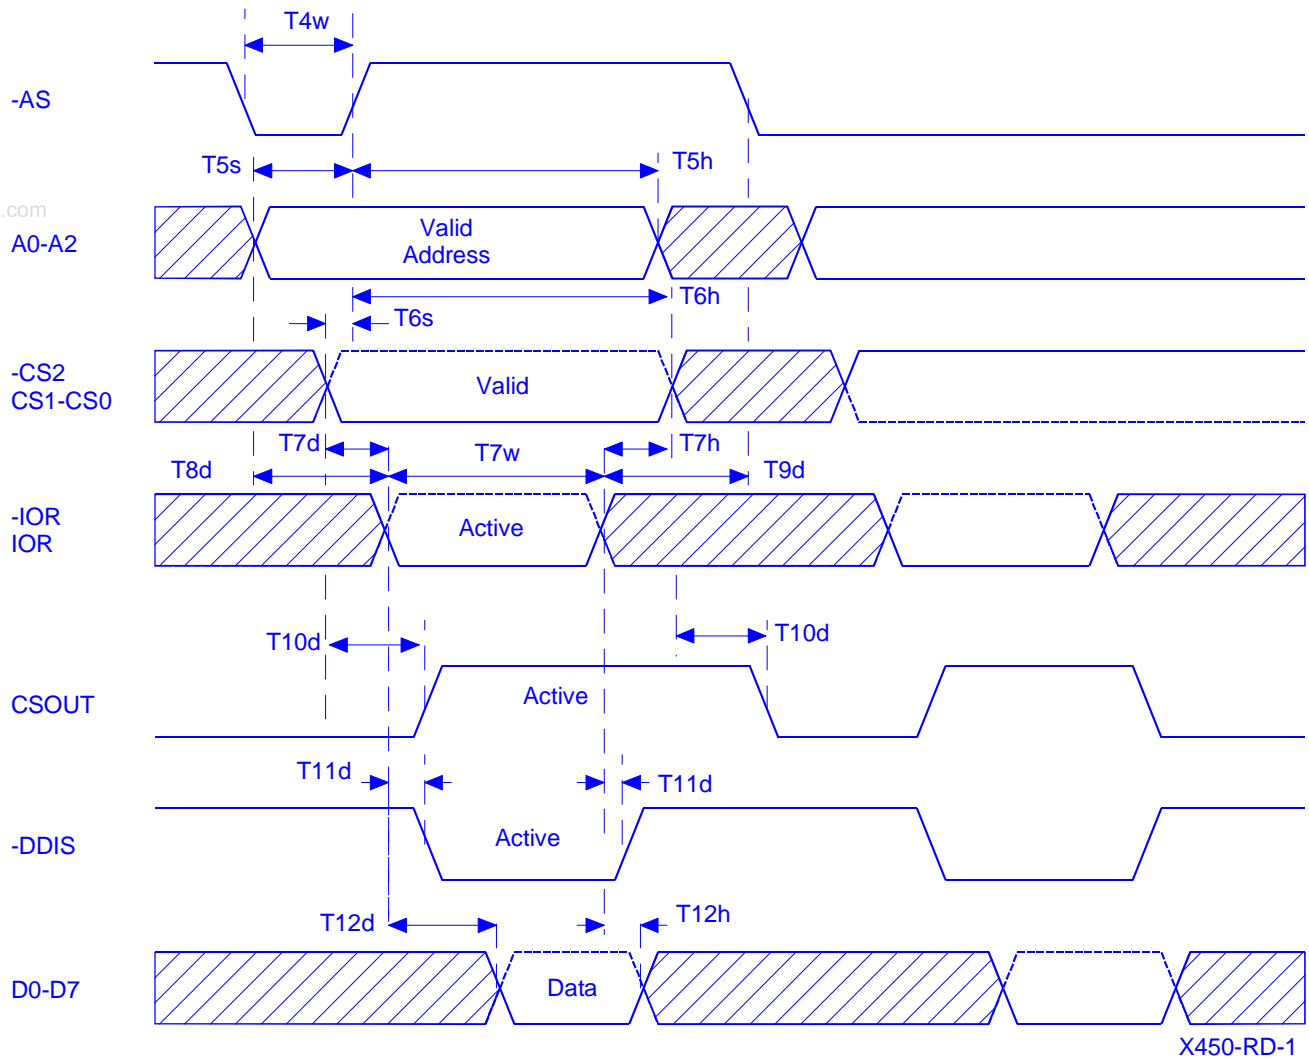 T4w
-AS
T5s
T5h
.com
A0-A2
Valid
Address
T6h
T6s
-CS2
CS1-CS0
Valid
T7d
T7w
T7h
T8d
T9d
-IOR
IOR
Active
T10d
T10d
CSOUT
Active
T11d
T11d
-DDIS
Active
T12d
T12h
D0-D7
Data
X450-RD-1